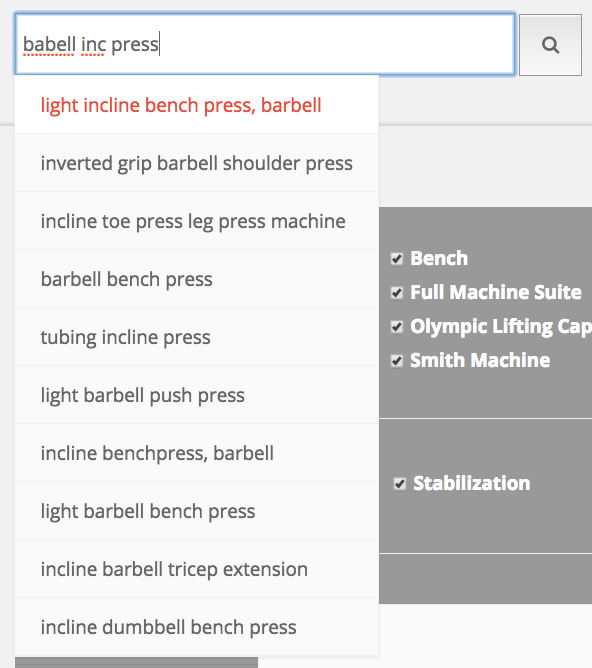 babell inc press
light incline bench press, barbell
inverted grip barbell shoulder press
incline toe press leg press machine
barbell bench press
tubing incline press
light barbell push press
incline benchpress, barbell
light barbell bench press
incline barbell tricep extension
incline dumbbell bench press
Bench
Full Machine Suite
Olympic Lifting Cap
Smith Machine
Stabilization